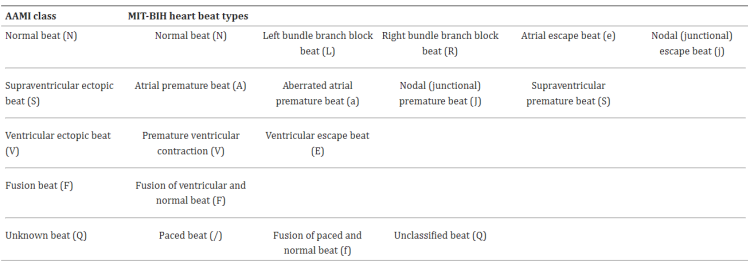 AAMI class MIT-BIH heart beat types
Normal beat (N) Normal beat (N) Left bundle branch block Right bundle branch block Atrial escape beat (e) Nodal (junctional)
beat (L) beat (R) escape beat (j)
Supraventricular ectopic Atrial premature beat (A) Aberrated atrial Nodal (junctional) Supraventricular
beat (S) premature beat (a) premature beat (J) premature beat (S)
Ventricular ectopic beat Premature ventricular Ventricular escape beat
(V) contraction (V) (E)
Fusion beat (F) Fusion of ventricular and
normal beat (F)
Unknown beat (Q) Paced beat (/) Fusion of paced and Unclassified beat (Q)
normal beat (f)